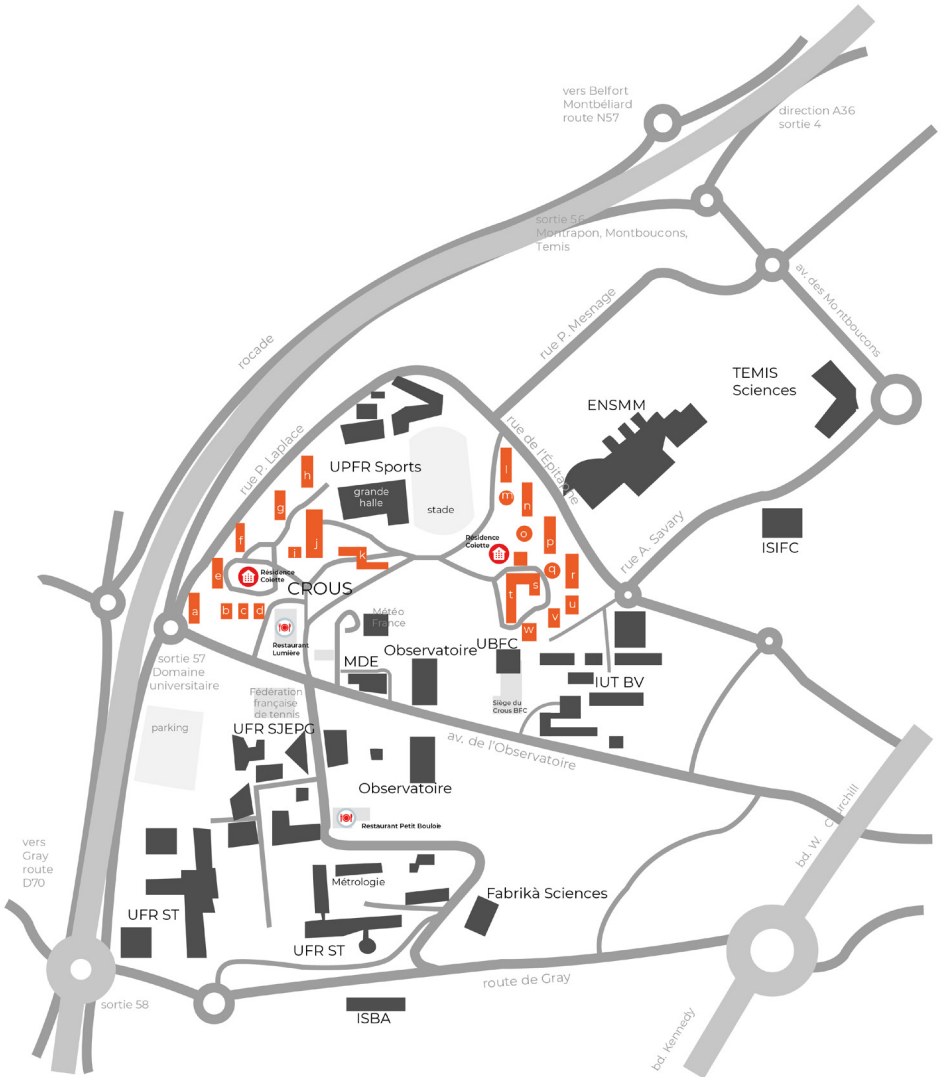 vers Belfort
Montbéliard
route N57
direction A36
sortie 4
sortie 56
Montrapon, Montboucons,
Temis
av. des Montboucons
rue P. Mesnage
rocade
TEMIS
Sciences
ENSMM
rue P. Laplace
rue de l'Épitaphe
UPFR Sports
grande
halle
stade
h
g
f
i
j
k
e
a
b
c
d
l
m
n
o
p
q
r
s
t
u
v
w
Résidence
Colette
Résidence
Colette
CROUS
rue A. Savary
ISIFC
Météo
France
Restaurant
Lumière
MDE
Observatoire
UBFC
IUT BV
Siège du
Crous BFC
sortie 57
Domaine
universitaire
Fédération
française
de tennis
parking
UFR SJEPG
av. de l'Observatoire
Observatoire
Restaurant Petit Bouloie
bd. W. Churchill
vers
Gray
route
D70
Métrologie
Fabrikà Sciences
UFR ST
UFR ST
route de Gray
sortie 58
ISBA
bd. Kennedy